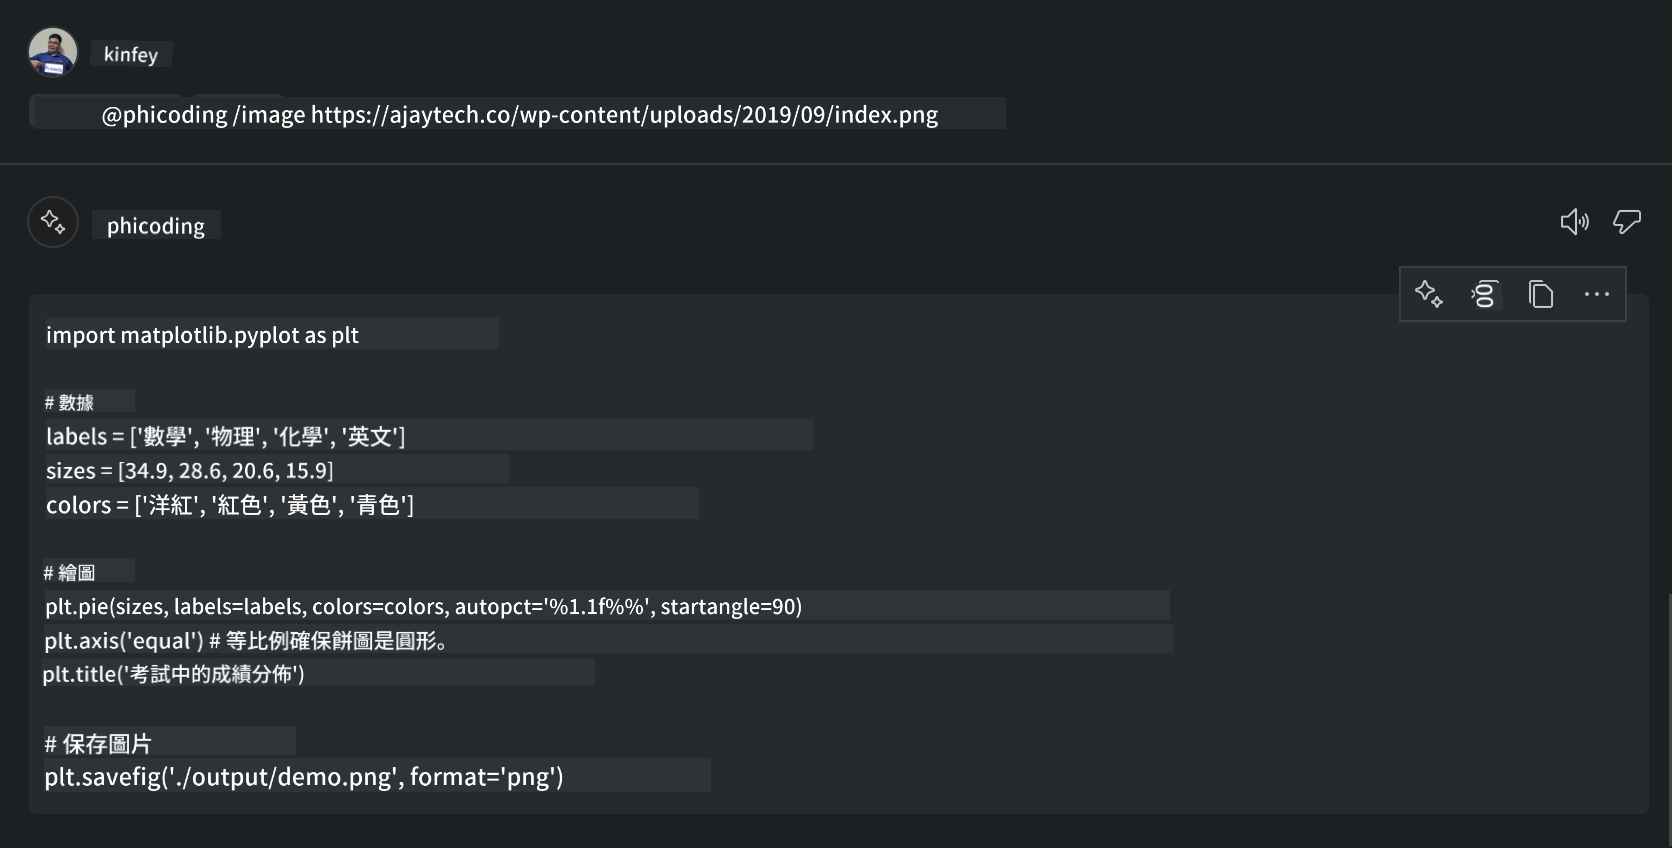 kinfey
@phicoding /image https://ajaytech.co/wp-content/uploads/2019/09/index.png
phicoding
import matplotlib.pyplot as plt
# 數據
labels = ['數學', '物理', '化學', '英文']
sizes = [34.9, 28.6, 20.6, 15.9]
colors = ['洋紅', '紅色', '黃色', '青色']
# 繪圖
plt.pie(sizes, labels=labels, colors=colors, autopct='%1.1f%%', startangle=90)
plt.axis('equal') # 等比例確保餅圖是圓形。
plt.title('考試中的成績分佈')
# 保存圖片
plt.savefig('./output/demo.png', format='png')